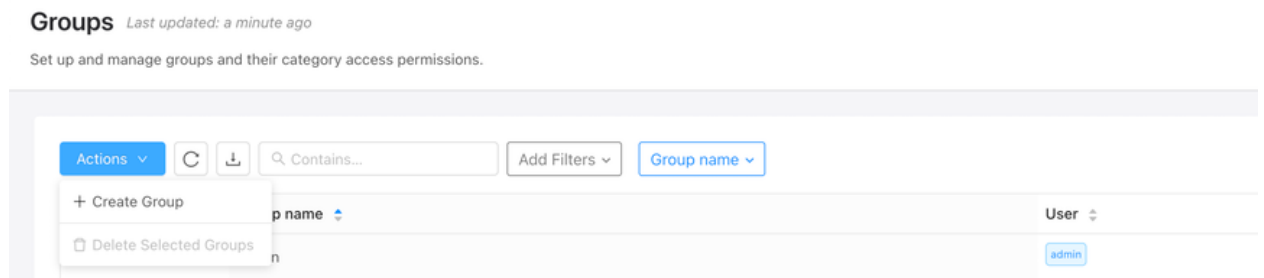 Groups Last updated: a minute ago
Set up and manage groups and their category access permissions.
Actions Contains... Add Filters Group name
Create Group
p name User
Delete Selected Groups
n admin